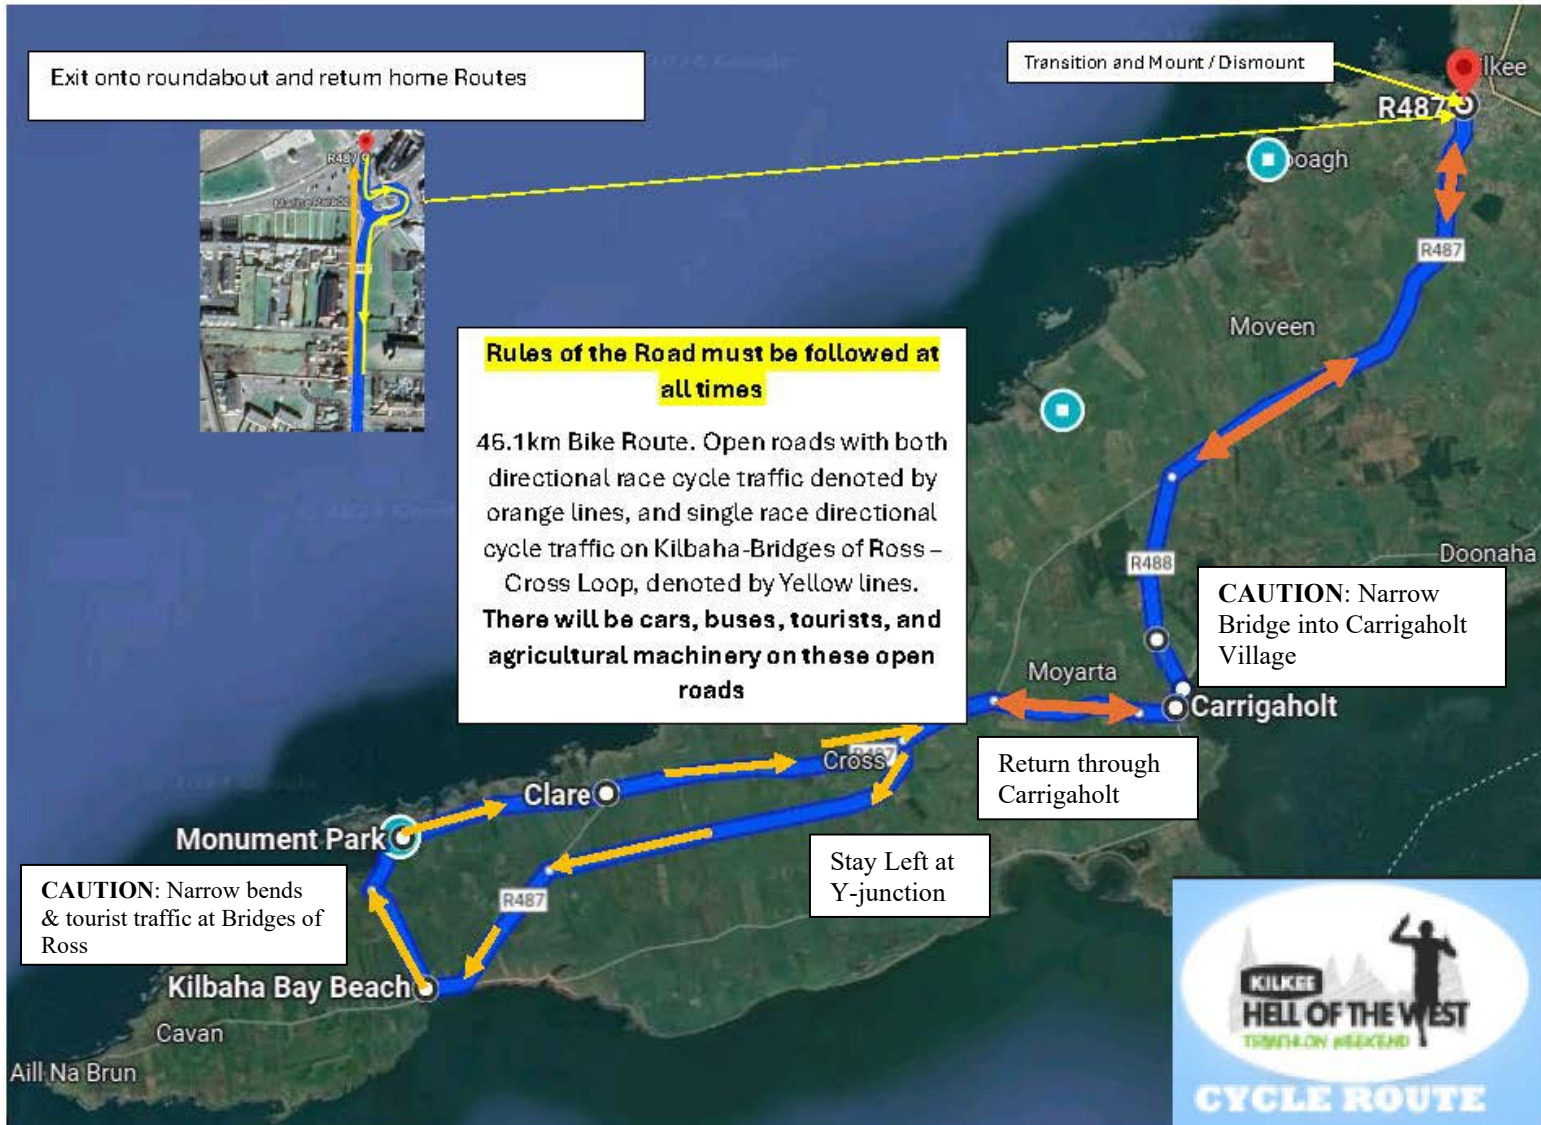 Exit onto roundabout and return home Routes
Transition and Mount / Dismount
ilkee
R487
oagh
R487
Moveen
R487
Rules of the Road must be followed at
all times
46.1km Bike Route. Open roads with both
directional race cycle traffic denoted by
orange lines, and single race directional
cycle traffic on Kilbaha-Bridges of Ross –
Cross Loop, denoted by Yellow lines.
There will be cars, buses, tourists, and
agricultural machinery on these open
roads
R488
Doonaha
CAUTION: Narrow
Bridge into Carrigaholt
Village
Moyarta
Carrigaholt
Return through
Carrigaholt
R487
Cross
Clare
Monument Park
Stay Left at
Y-junction
CAUTION: Narrow bends
& tourist traffic at Bridges of
Ross
R487
Kilbaha Bay Beach
Cavan
Aill Na Brun
KILKEE
HELL OF THE WEST
TRIATHLON WEEKEND
CYCLE ROUTE